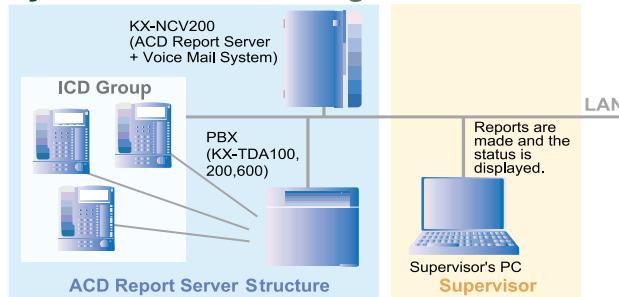 KX-NCV200
(ACD Report Server
+ Voice Mail System)
ICD Group
LAN
PBX
(KX-TDA100,
200,600)
Reports are
made and the
status is
displayed.
Supervisor's PC
ACD Report Server Structure
Supervisor